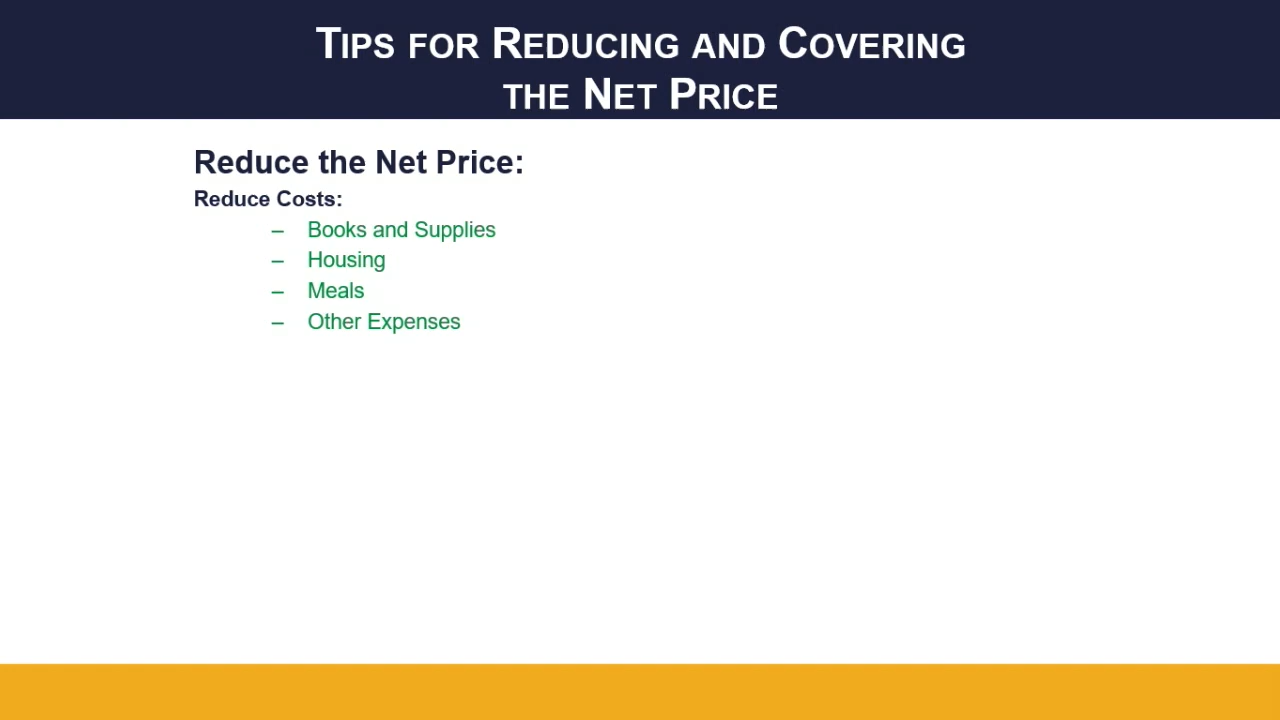 TIPS FOR REDUCING AND COVERING
THE NET PRICE
Reduce the Net Price:
Reduce Costs:
– Books and Supplies
– Housing
– Meals
– Other Expenses